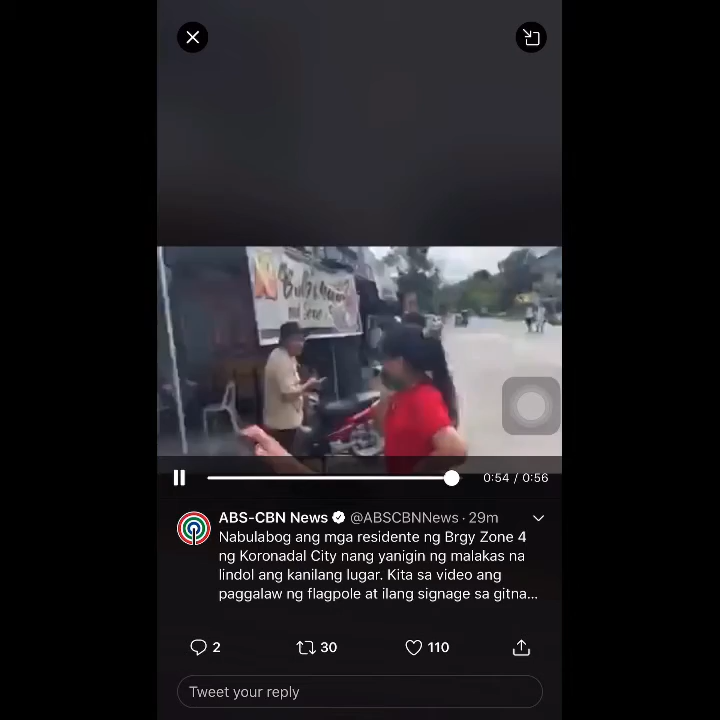 0:54 / 0:56
ABS-CBN News @ABSCBNNews · 29m
Nabulabog ang mga residente ng Brgy Zone 4
ng Koronadal City nang yanigin ng malakas na
lindol ang kanilang lugar. Kita sa video ang
paggalaw ng flagpole at ilang signage sa gitna...
2
30
110
Tweet your reply